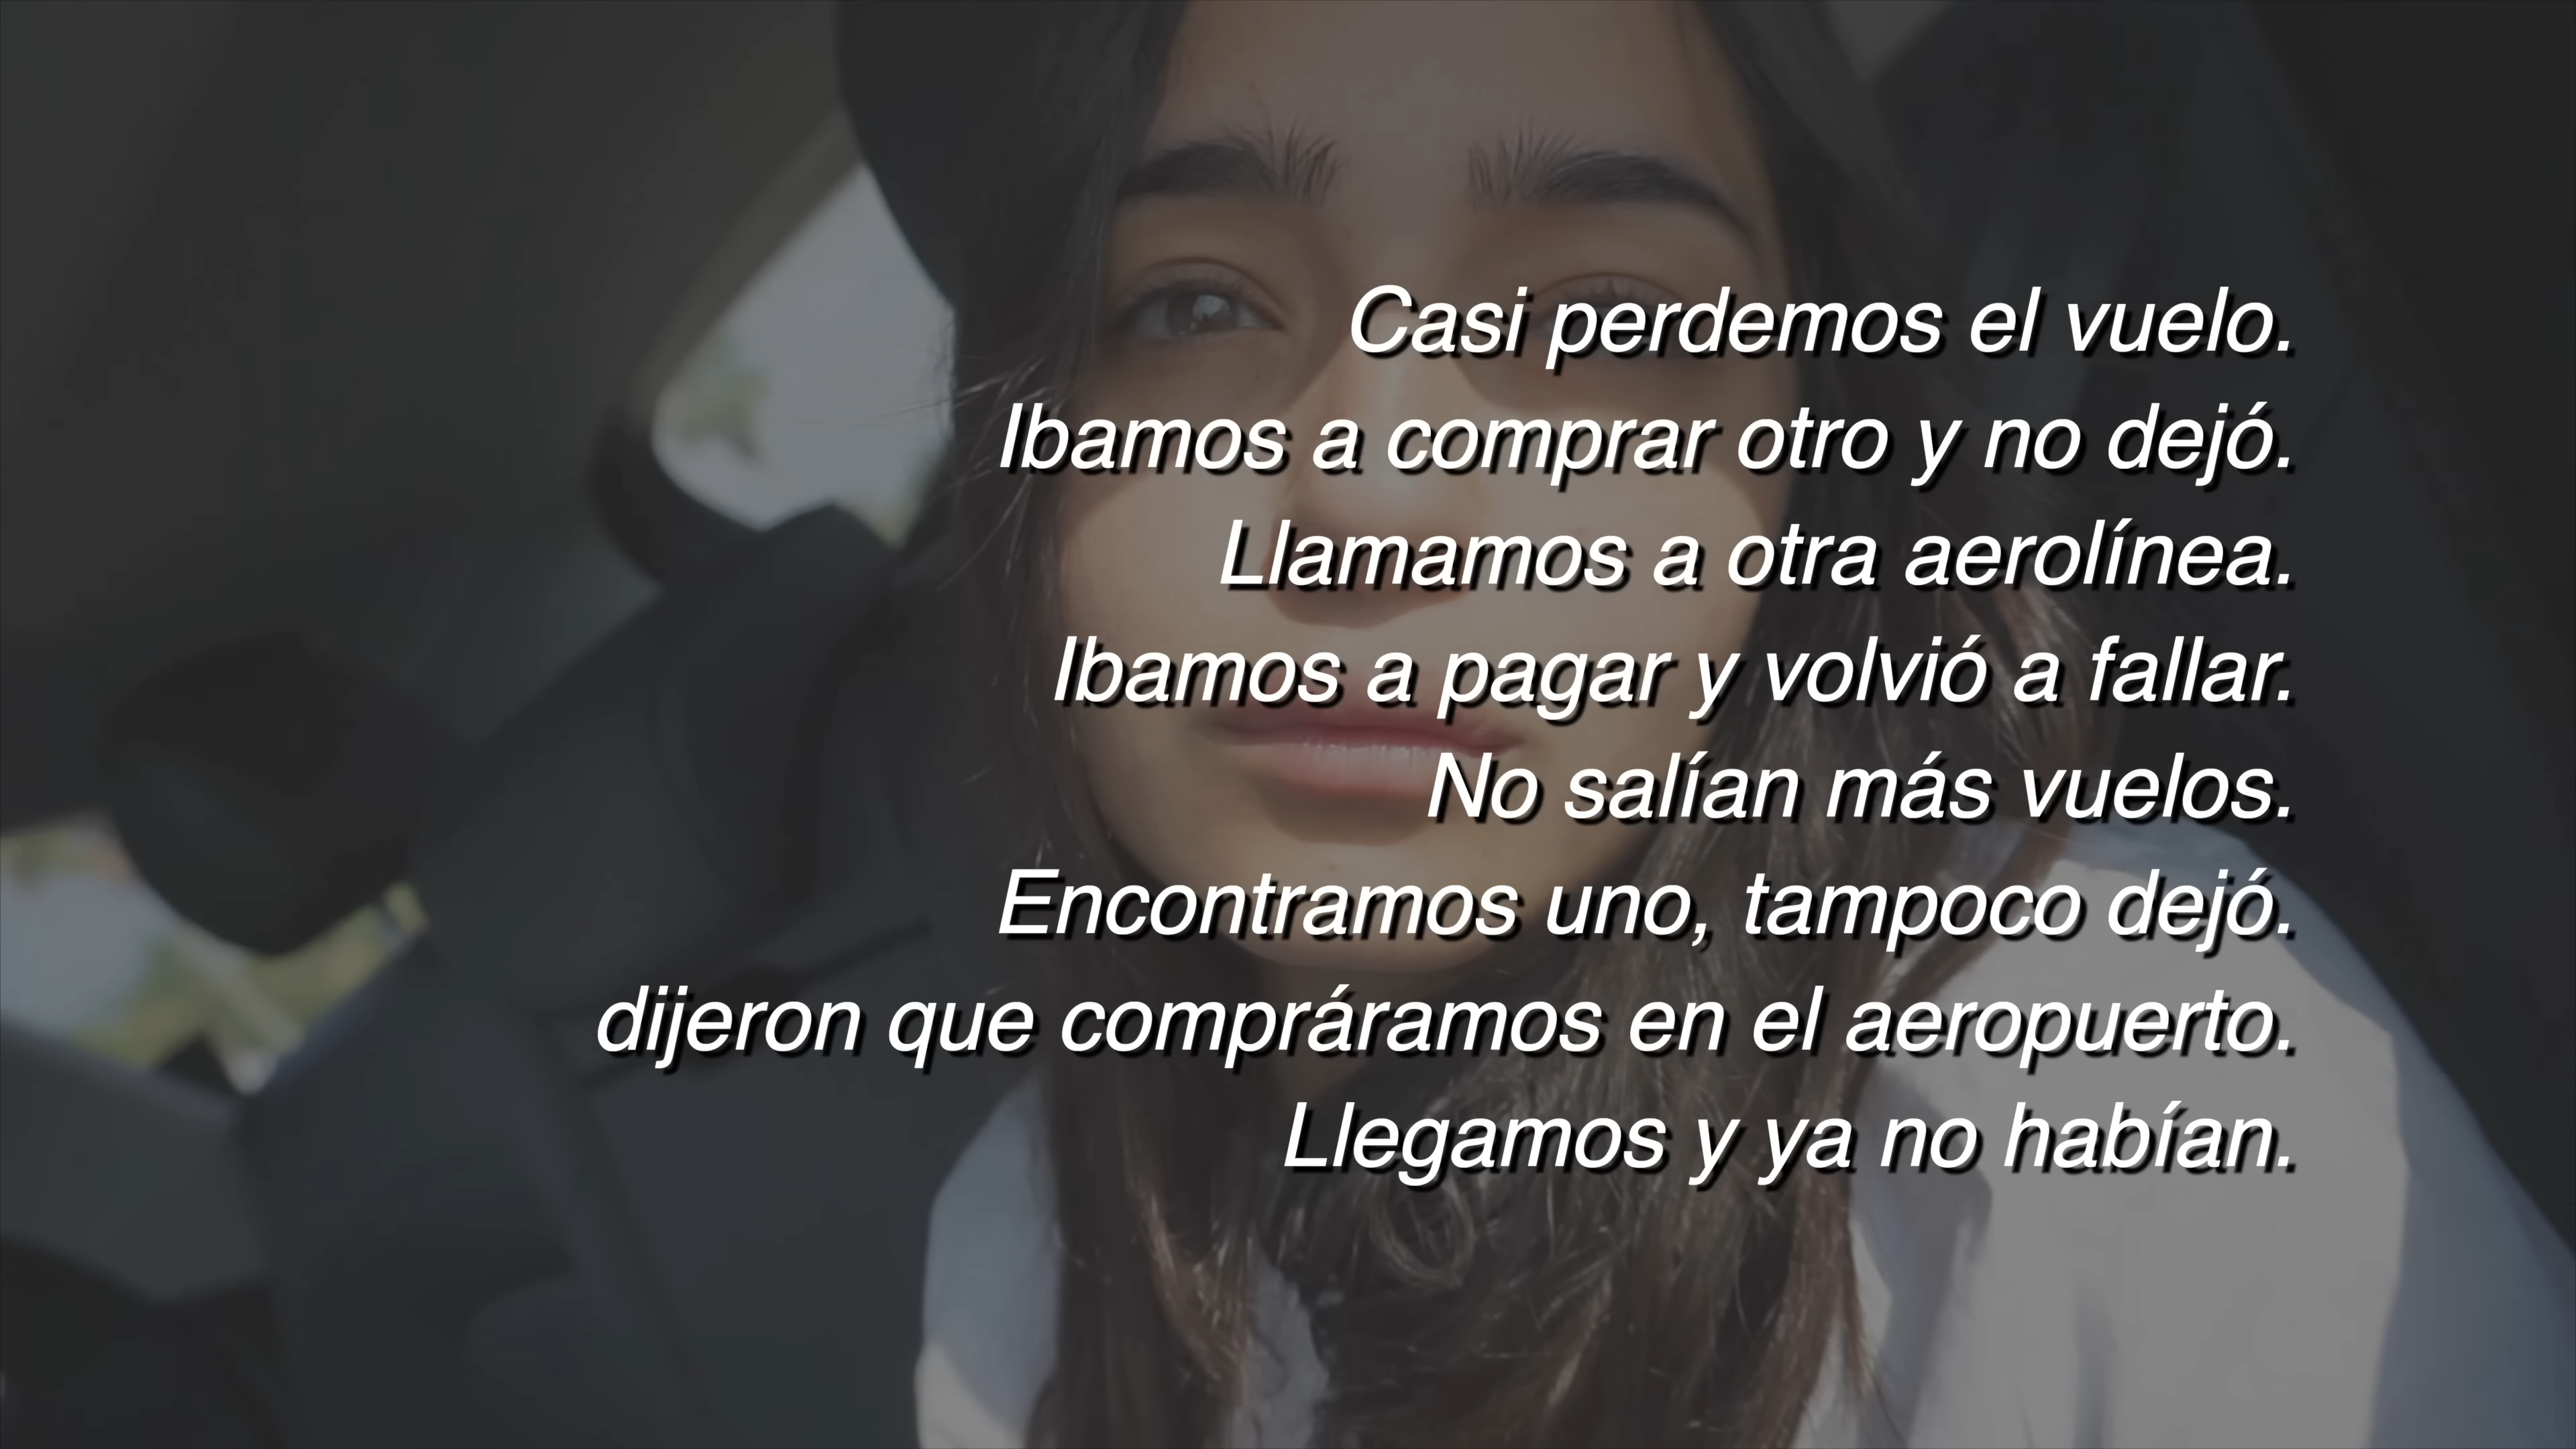 Casi perdemos el vuelo.
Ibamos a comprar otro y no dejó.
Llamamos a otra aerolínea.
Ibamos a pagar y volvió a fallar.
No salían más vuelos.
Encontramos uno, tampoco dejó.
dijeron que compráramos en el aeropuerto.
Llegamos y ya no habían.